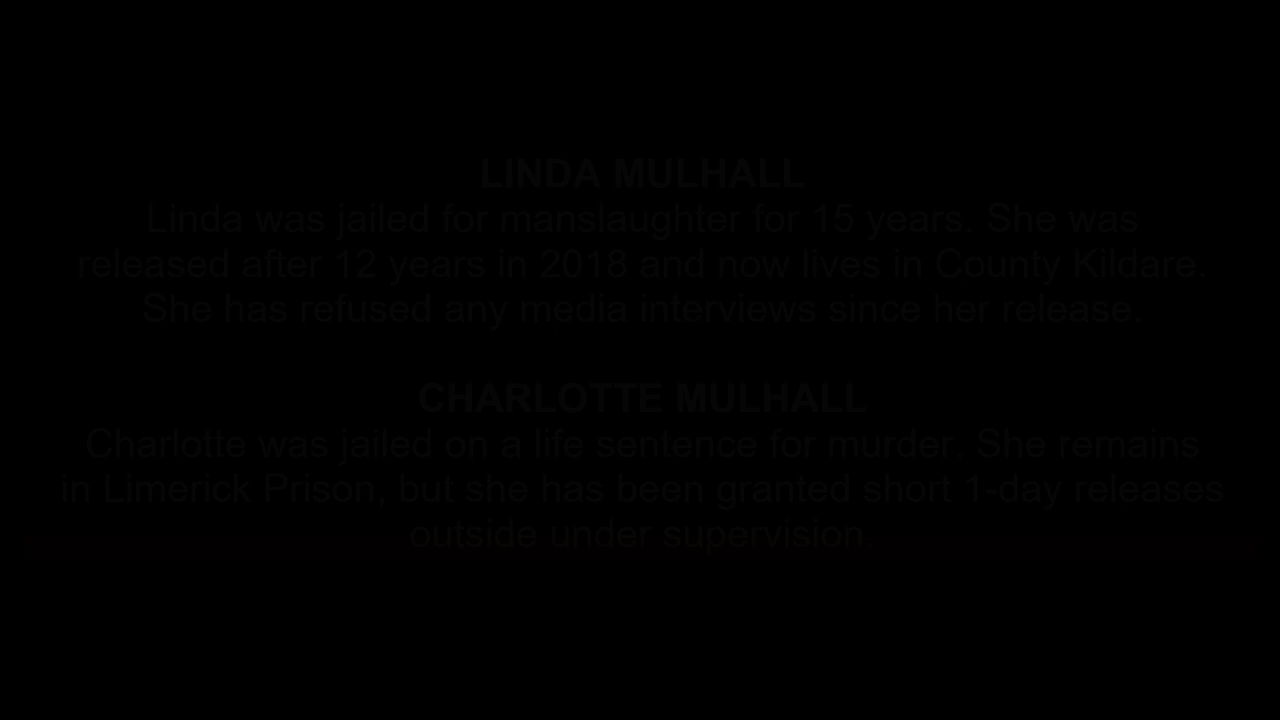 LINDA MULHALL
Linda was jailed for manslaughter for 15 years. She was
released after 12 years in 2018 and now lives in County Kildare.
She has refused any media interviews since her release.
CHARLOTTE MULHALL
Charlotte was jailed on a life sentence for murder. She remains
in Limerick Prison, but she has been granted short 1-day releases
outside under supervision.